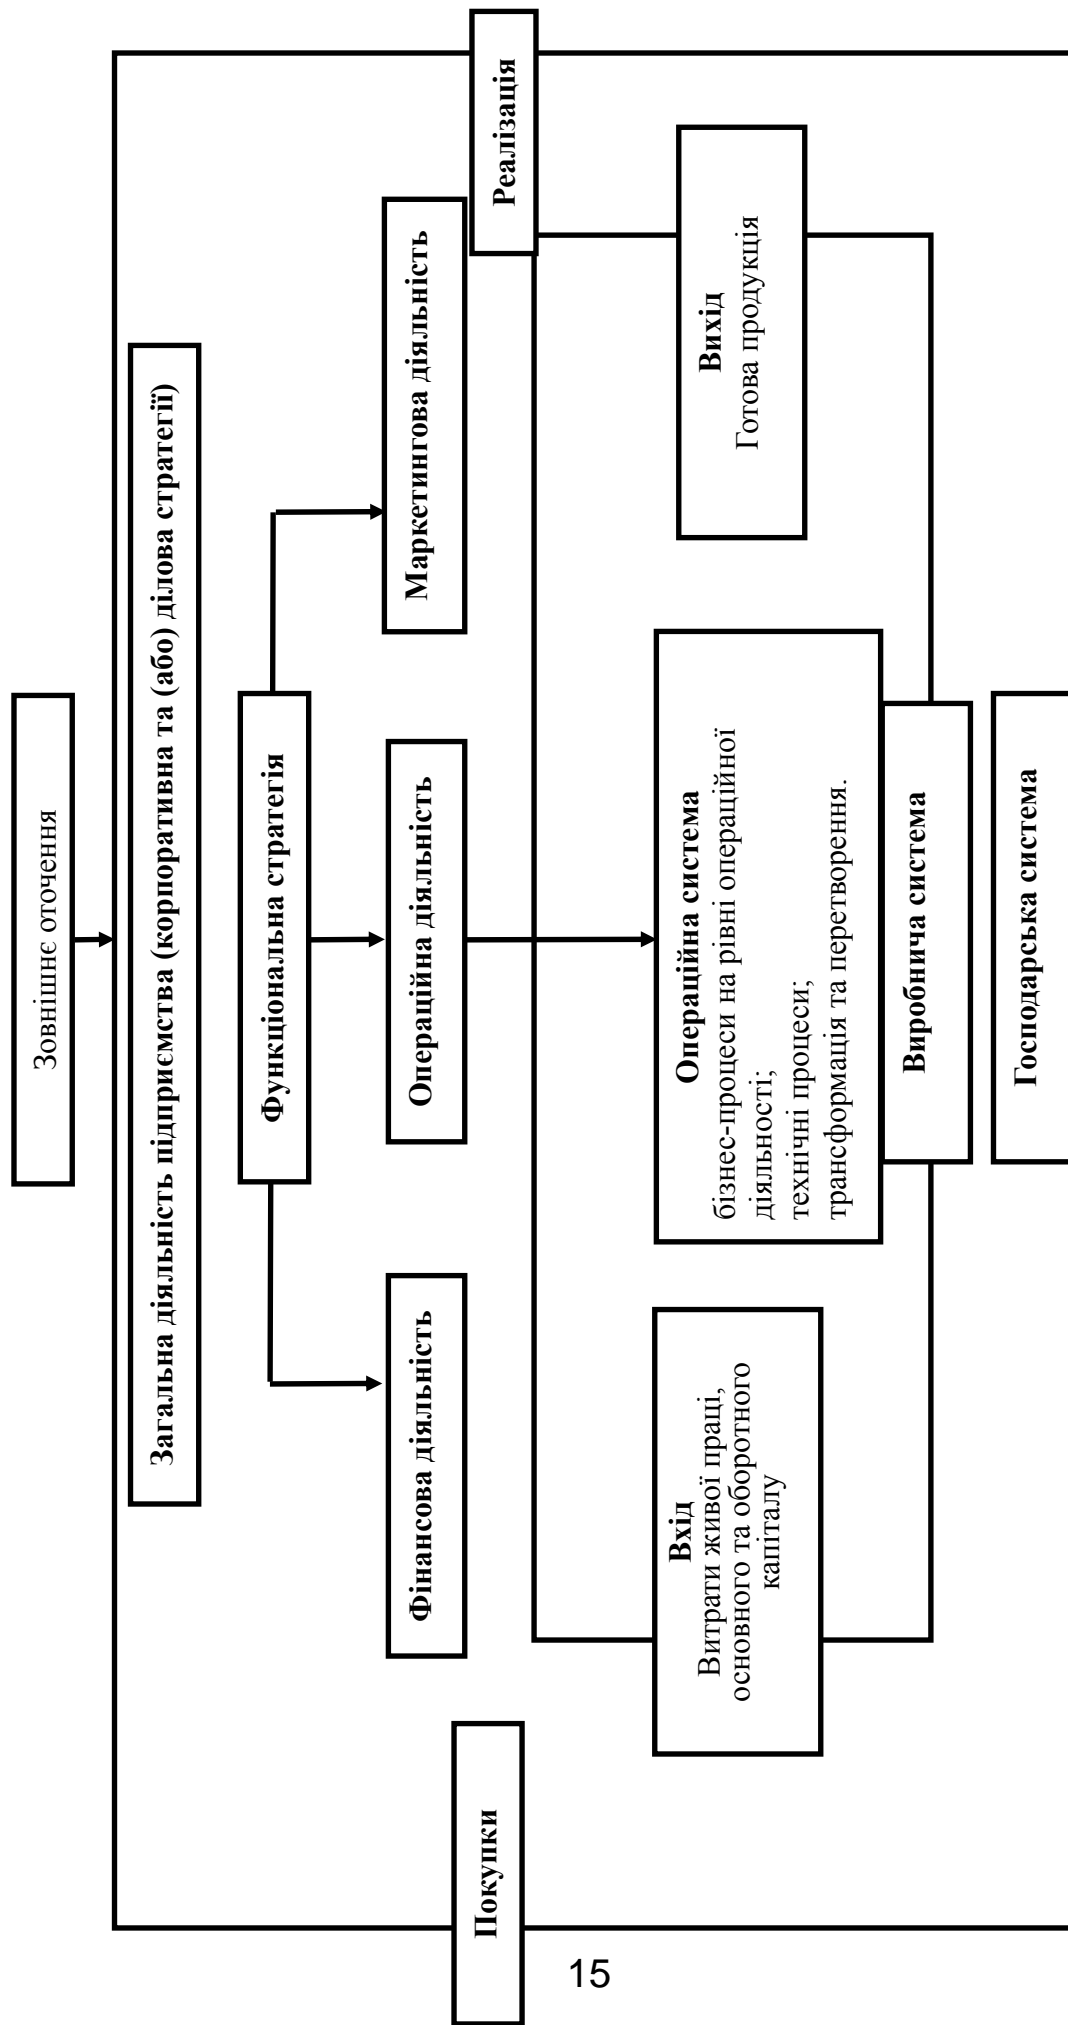 Зовнішнє оточення
Загальна діяльність підприємства (корпоративна та (або) ділова стратегії)
Функціональна стратегія
Фінансова діяльність
Операційна діяльність
Маркетингова діяльність
Покупки
Реалізація
Вхід
Витрати живої праці,
основного та оборотного
капіталу
Операційна система
бізнес-процеси на рівні операційної
діяльності;
технічні процеси;
трансформація та перетворення.
Вихід
Готова продукція
Виробнича система
Господарська система
15